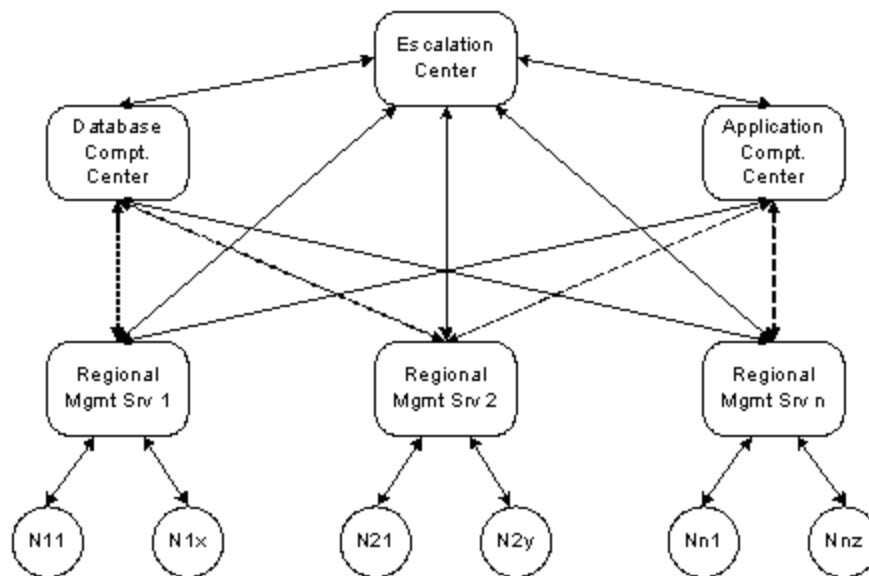 Escalation
Center
Database
Compt.
Center
Application
Compt.
Center
Regional
Mgmt Srv 1
Regional
Mgmt Srv 2
Regional
Mgmt Srv n
N11
N1x
N21
N2y
Nn1
Nnz